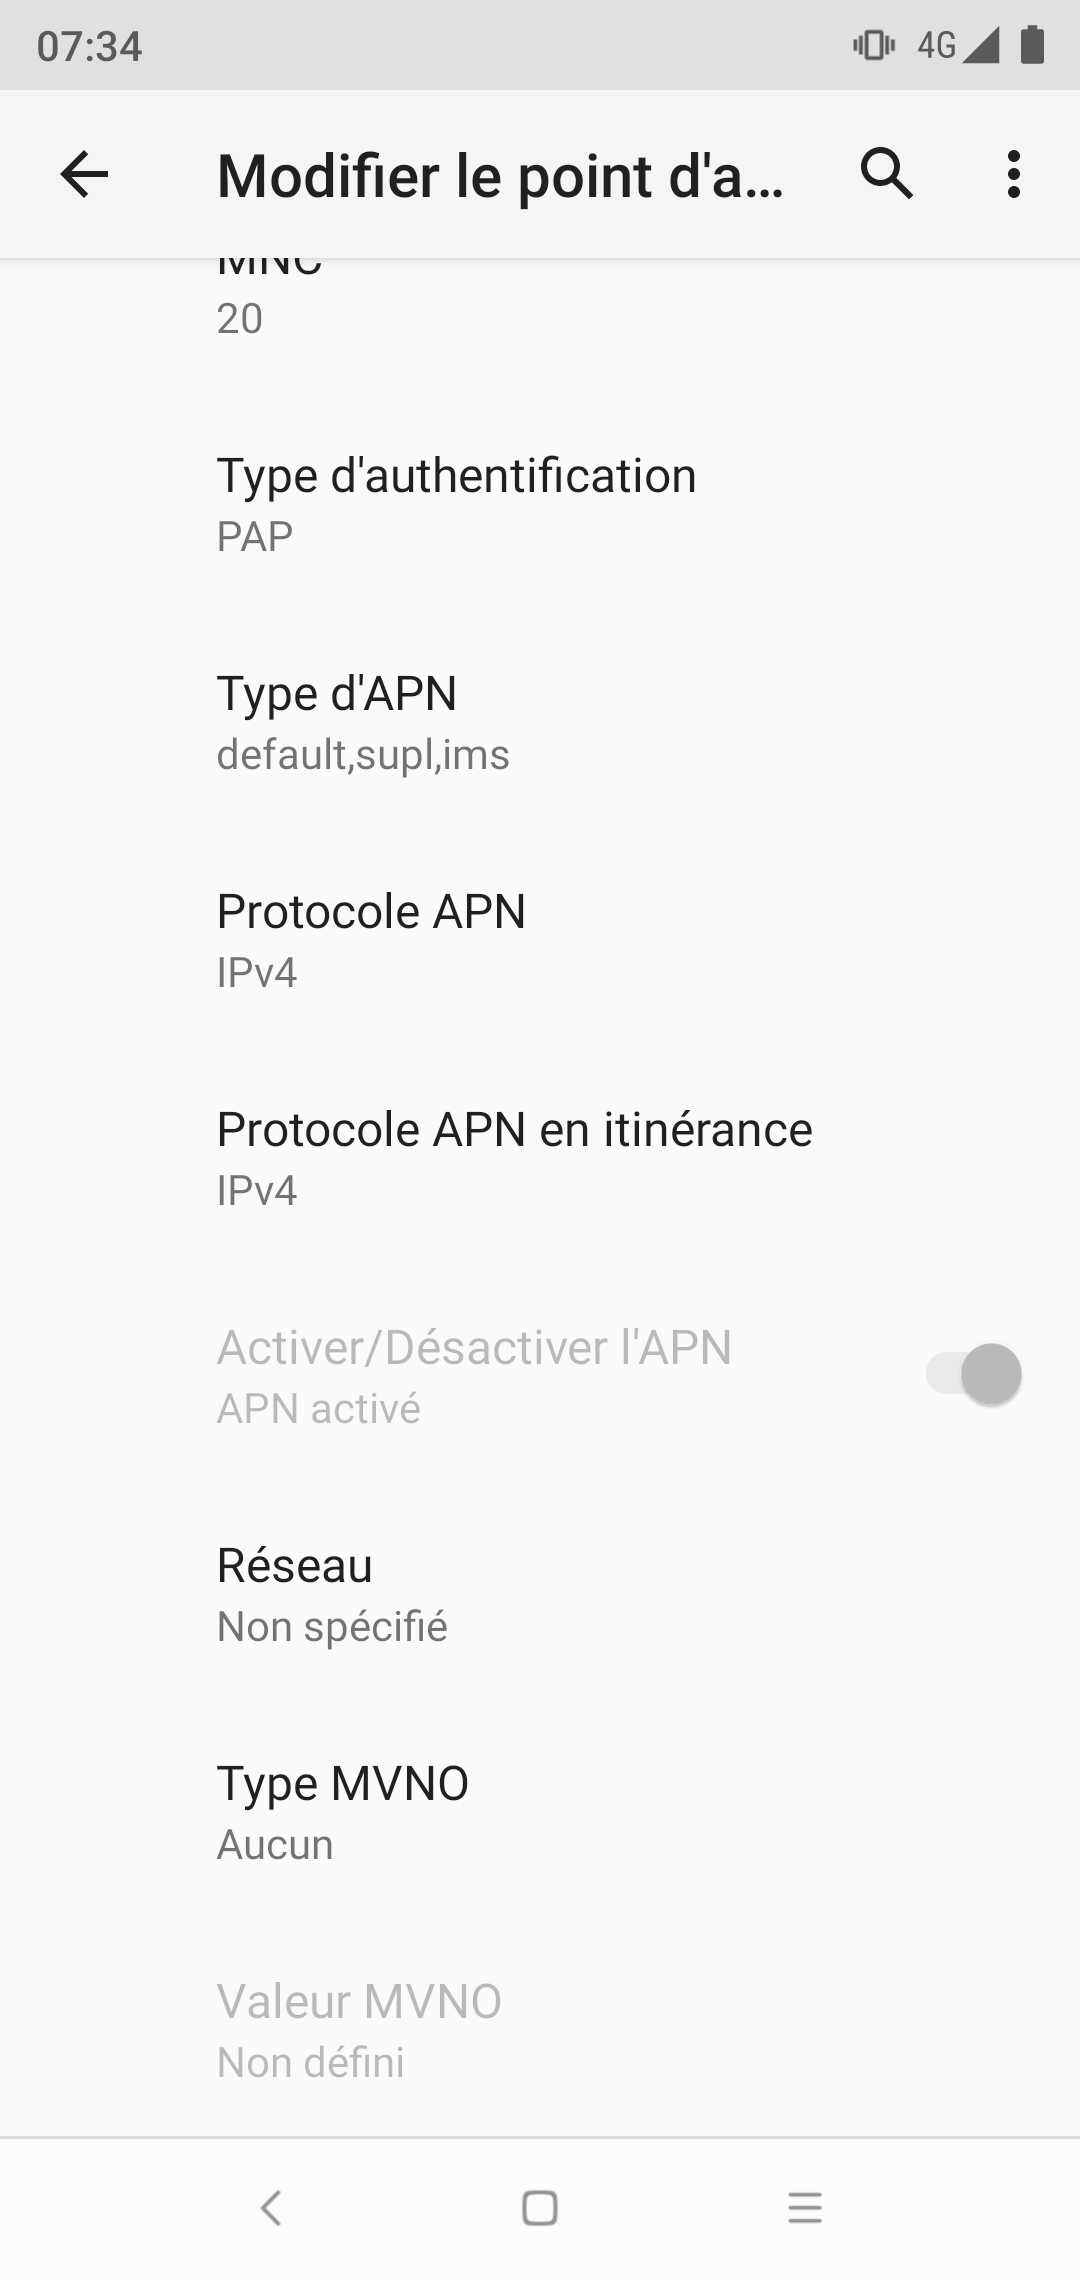 07:34
4G
Modifier le point d'a...
MNC
20
Type d'authentification
PAP
Type d'APN
default,supl,ims
Protocole APN
IPv4
Protocole APN en itinérance
IPv4
Activer/Désactiver l'APN
APN activé
Réseau
Non spécifié
Type MVNO
Aucun
Valeur MVNO
Non défini